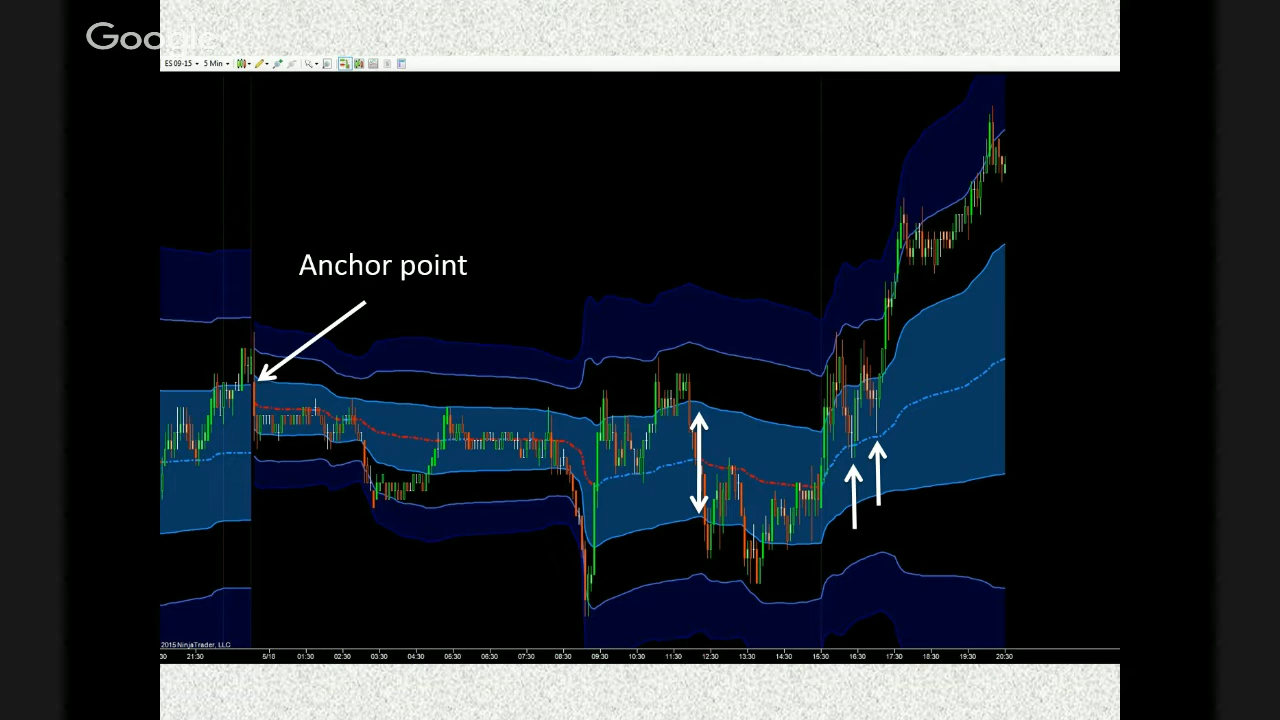 Google
ES 09-15 5 Min
Anchor point
2015 NinjaTrader, LLC
:30 21:30 5/18 01:30 02:30 03:30 04:30 05:30 06:30 07:30 08:30 09:30 10:30 11:30 12:30 13:30 14:30 15:30 16:30 17:30 18:30 19:30 20:30